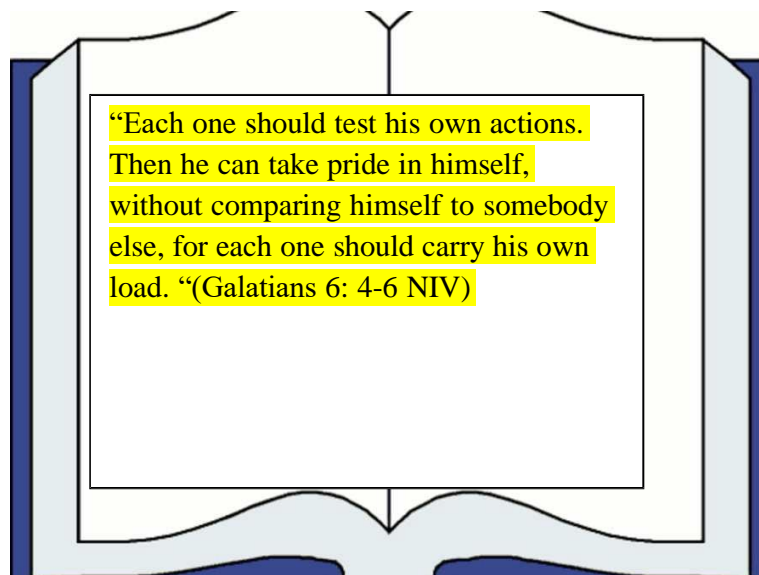 “Each one should test his own actions.
Then he can take pride in himself,
without comparing himself to somebody
else, for each one should carry his own
load. “(Galatians 6: 4-6 NIV)